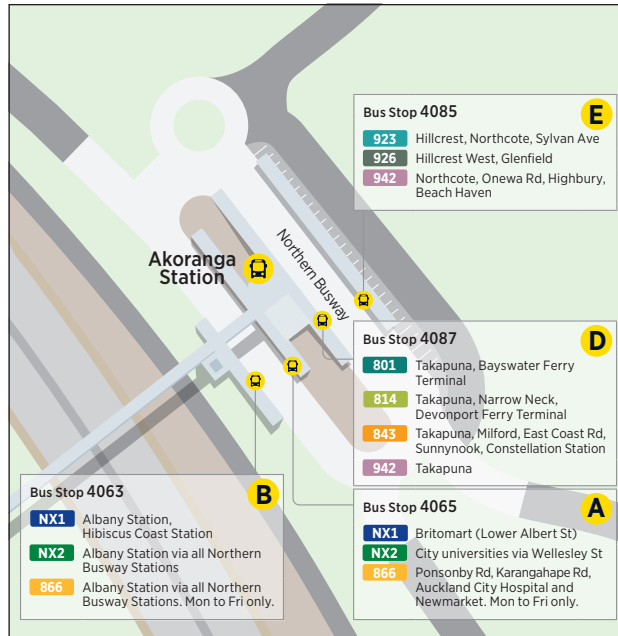 Akoranga
Station
Northern Busway
Bus Stop 4085
E
923 Hillcrest, Northcote, Sylvan Ave
926 Hillcrest West, Glenfield
942 Northcote, Onewa Rd, Highbury,
Beach Haven
Bus Stop 4087
D
801 Takapuna, Bayswater Ferry
Terminal
814 Takapuna, Narrow Neck,
Devonport Ferry Terminal
843 Takapuna, Milford, East Coast Rd,
Sunnynook, Constellation Station
942 Takapuna
Bus Stop 4063
B
NX1 Albany Station,
Hibiscus Coast Station
NX2 Albany Station via all Northern
Busway Stations
866 Albany Station via all Northern
Busway Stations. Mon to Fri only.
Bus Stop 4065
A
NX1 Britomart (Lower Albert St)
NX2 City universities via Wellesley St
866 Ponsonby Rd, Karangahape Rd,
Auckland City Hospital and
Newmarket. Mon to Fri only.